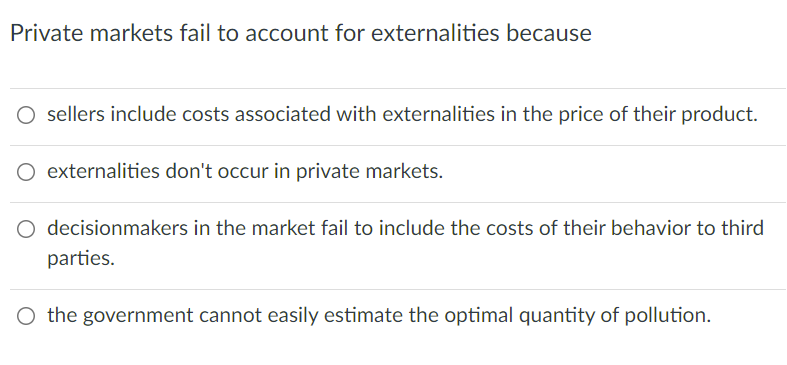 Private markets fail to account for externalities because
sellers include costs associated with externalities in the price of their product.
externalities don't occur in private markets.
decisionmakers in the market fail to include the costs of their behavior to third
parties.
the government cannot easily estimate the optimal quantity of pollution.